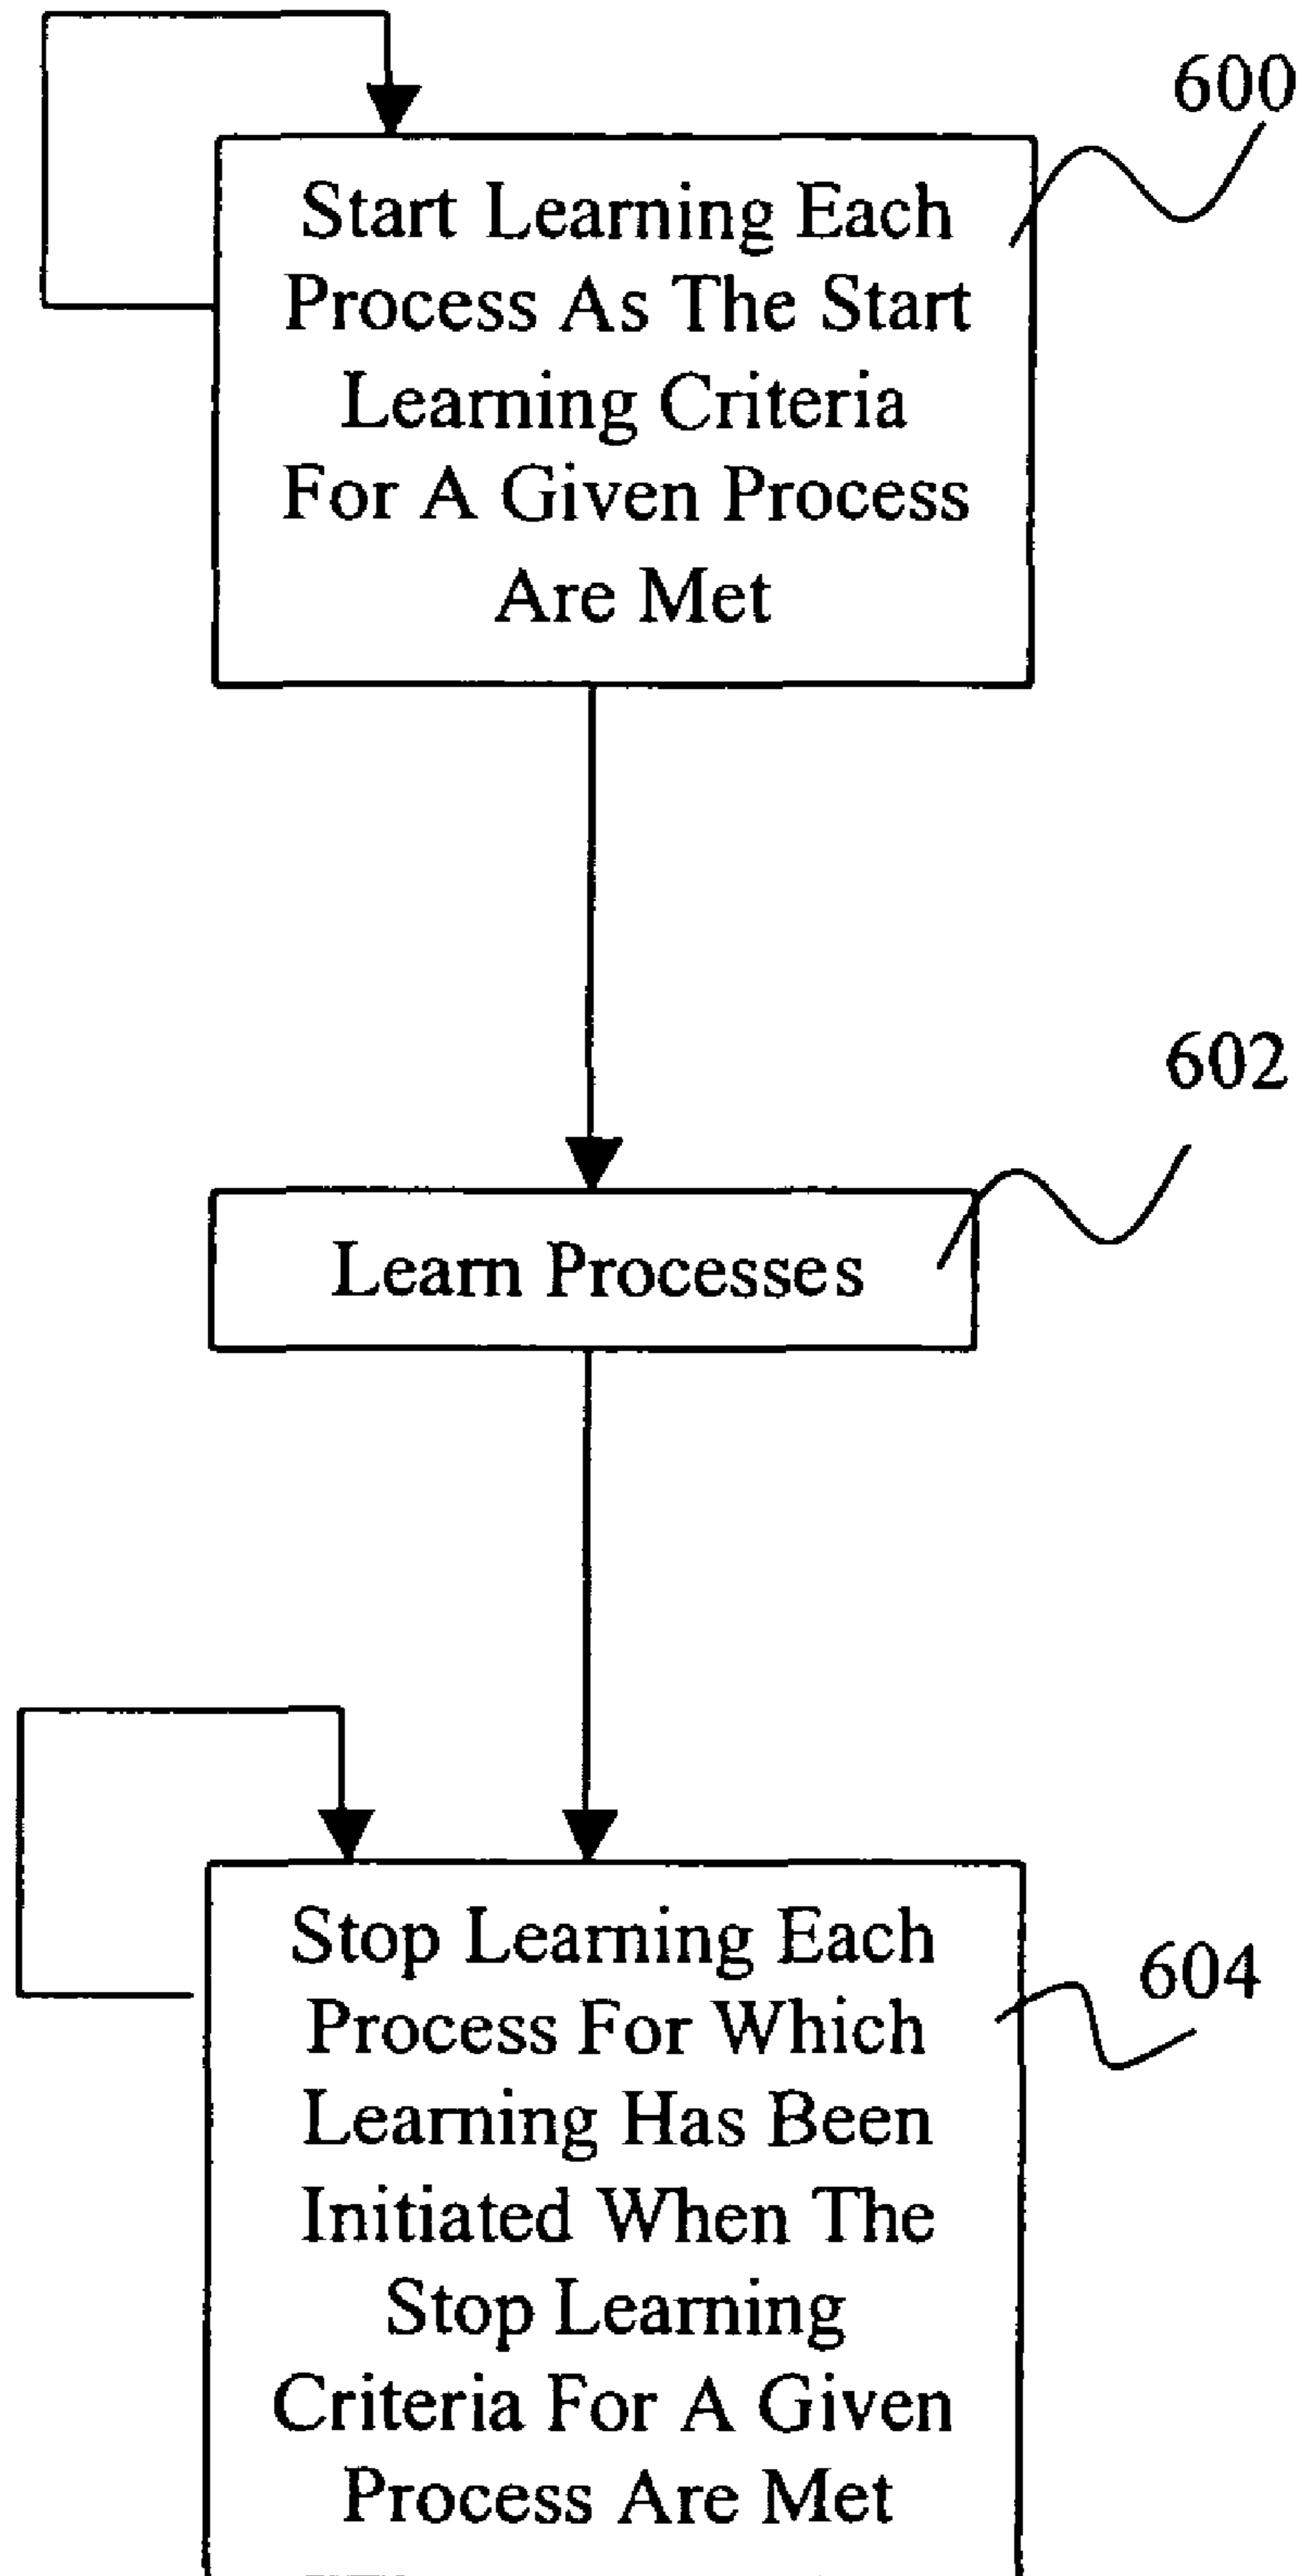 600
Start Learning Each
Process As The Start
Learning Criteria
For A Given Process
Are Met
602
Learn Processes
604
Stop Learning Each
Process For Which
Learning Has Been
Initiated When The
Stop Learning
Criteria For A Given
Process Are Met